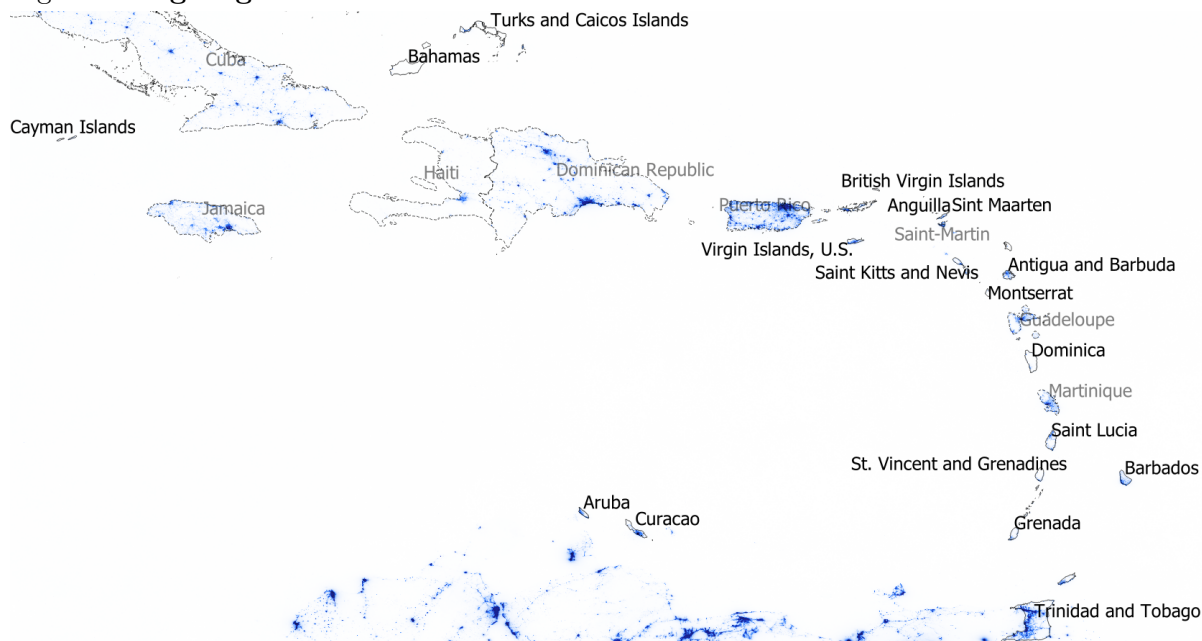 Turks and Caicos Islands
Bahamas
Cuba
Cayman Islands
Haiti
Dominican Republic
British Virgin Islands
Jamaica
Puerto Rico
Anguilla
Sint Maarten
Saint-Martin
Virgin Islands, U.S.
Saint Kitts and Nevis
Antigua and Barbuda
Montserrat
Guadeloupe
Dominica
Martinique
Saint Lucia
St. Vincent and Grenadines
Barbados
Aruba
Curacao
Grenada
Trinidad and Tobago